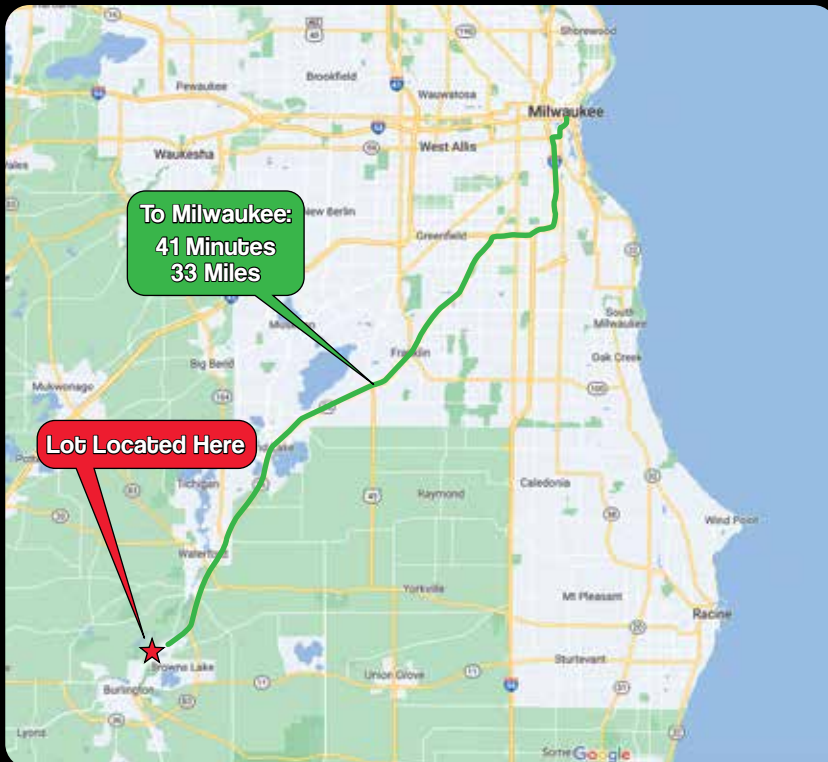 Shorewood
Brookfield
Pewaukee
Wauwatosa
Milwaukee
West Allis
Waukesha
To Milwaukee:
41 Minutes
33 Miles
New Berlin
Greenfield
South
Milwaukee
Franklin
Oak Creek
Big Bend
Mukwonago
Lot Located Here
Tichigan
Raymond
Caledonia
Wind Point
Waterford
Yorkville
Mt Pleasant
Racine
Browns Lake
Union Grove
Sturtevant
Burlington
Lyons
Some
Google